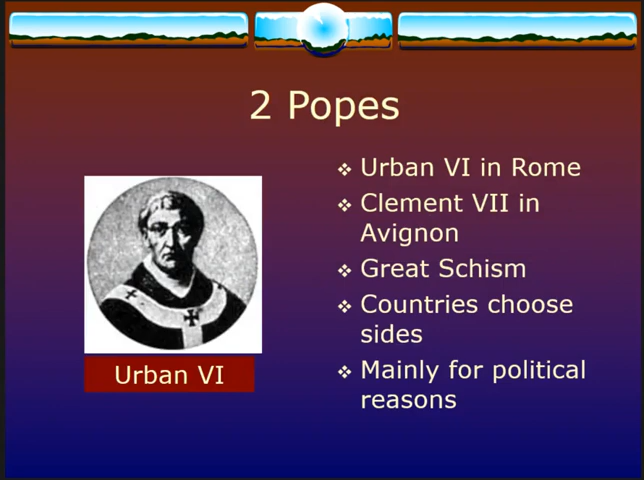 2 Popes
Urban VI in Rome
Clement VII in
Avignon
Great Schism
Countries choose
sides
Mainly for political
reasons
Urban VI